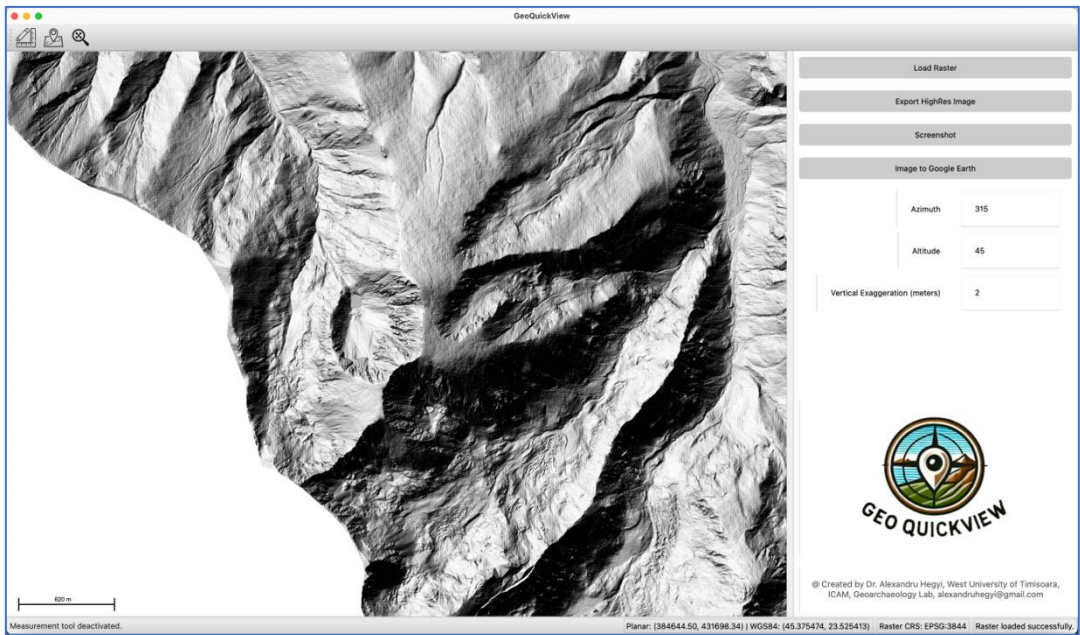 GeoQuickView
Load Raster
Export HighRes Image
Screenshot
Image to Google Earth
Azimuth 315
Altitude 45
Vertical Exaggeration (meters) 2
GEO QUICKVIEW
@ Created by Dr. Alexandru Hegyi, West University of Timisoara,
ICAM, Geoarchaeology Lab, alexandruhegyi@gmail.com
620 m
Measurement tool deactivated. Planar: (384644.50, 431698.34) | WGS84: (45.375474, 23.525413) Raster CRS: EPSG:3844 Raster loaded successfully.